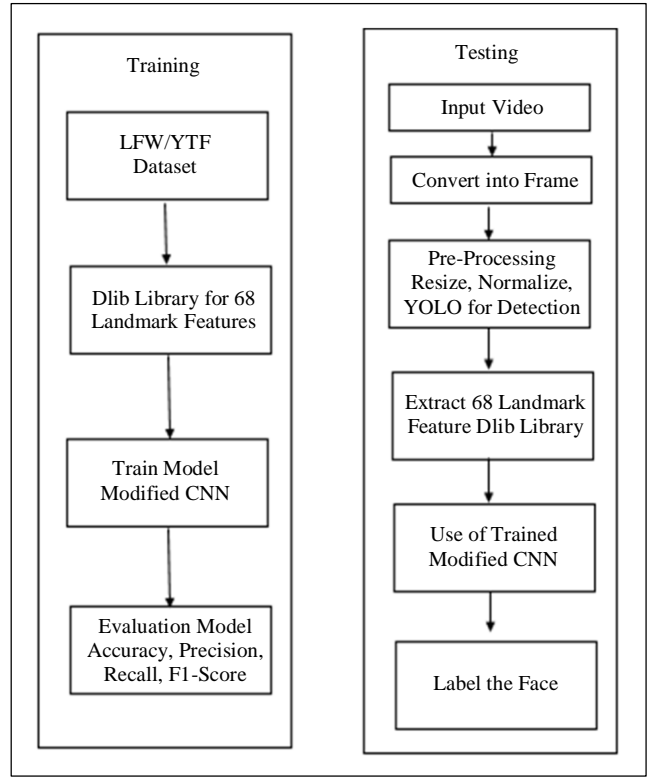 Training
LFW/YTF
Dataset
Dlib Library for 68
Landmark Features
Train Model
Modified CNN
Evaluation Model
Accuracy, Precision,
Recall, F1-Score
Testing
Input Video
Convert into Frame
Pre-Processing
Resize, Normalize,
YOLO for Detection
Extract 68 Landmark
Feature Dlib Library
Use of Trained
Modified CNN
Label the Face